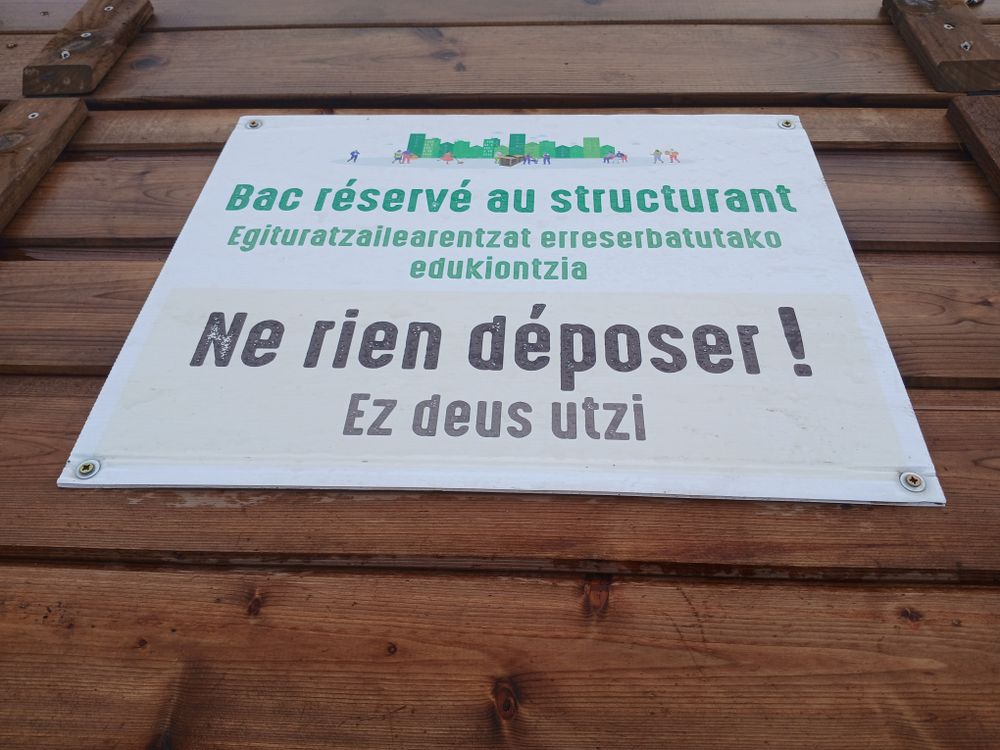 Bac réservé au structurant
Egituratzailearentzat erreserbatutako
edukiontzia
Ne rien déposer !
Ez deus utzi